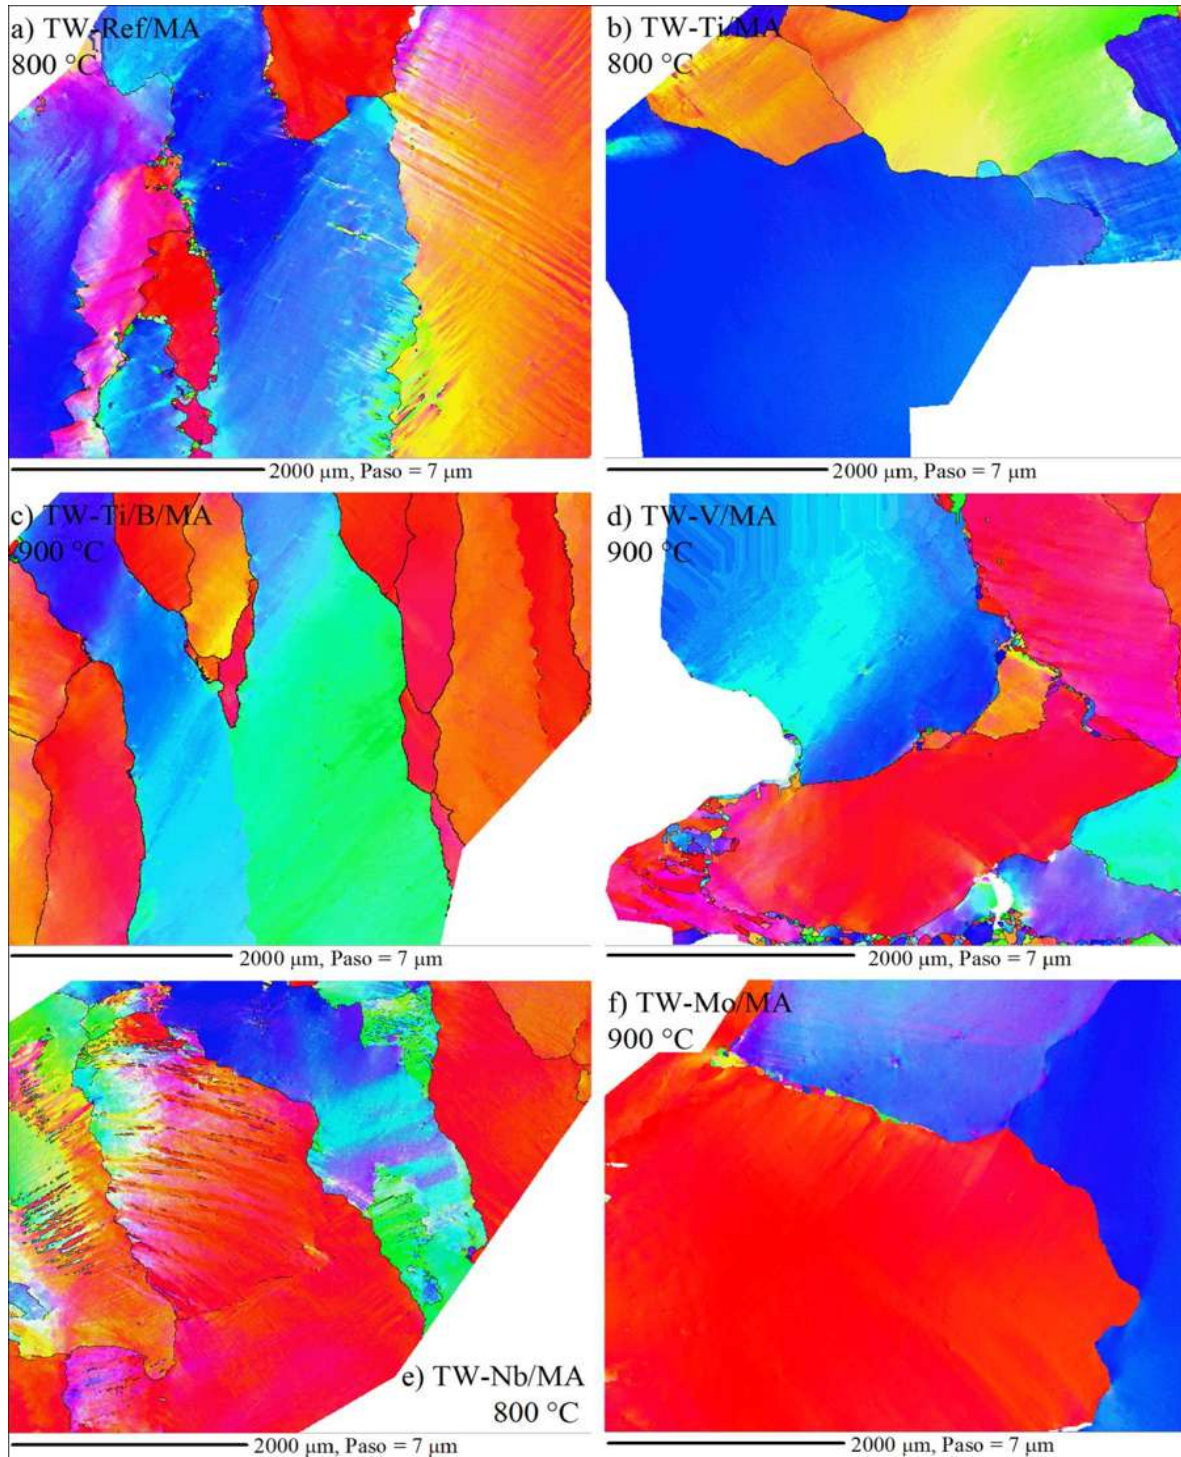 a) TW-Ref/MA
800 °C
b) TW-Ti/MA
800 °C
2000 μm, Paso = 7 μm
2000 μm, Paso = 7 μm
c) TW-Ti/B/MA
900 °C
d) TW-V/MA
900 °C
2000 μm, Paso = 7 μm
2000 μm, Paso = 7 μm
e) TW-Nb/MA
800 °C
f) TW-Mo/MA
900 °C
2000 μm, Paso = 7 μm
2000 μm, Paso = 7 μm